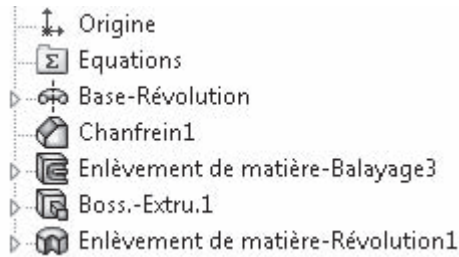 Origine
Equations
Base-Révolution
Chanfrein1
Enlèvement de matière-Balayage3
Boss.-Extru.1
Enlèvement de matière-Révolution1